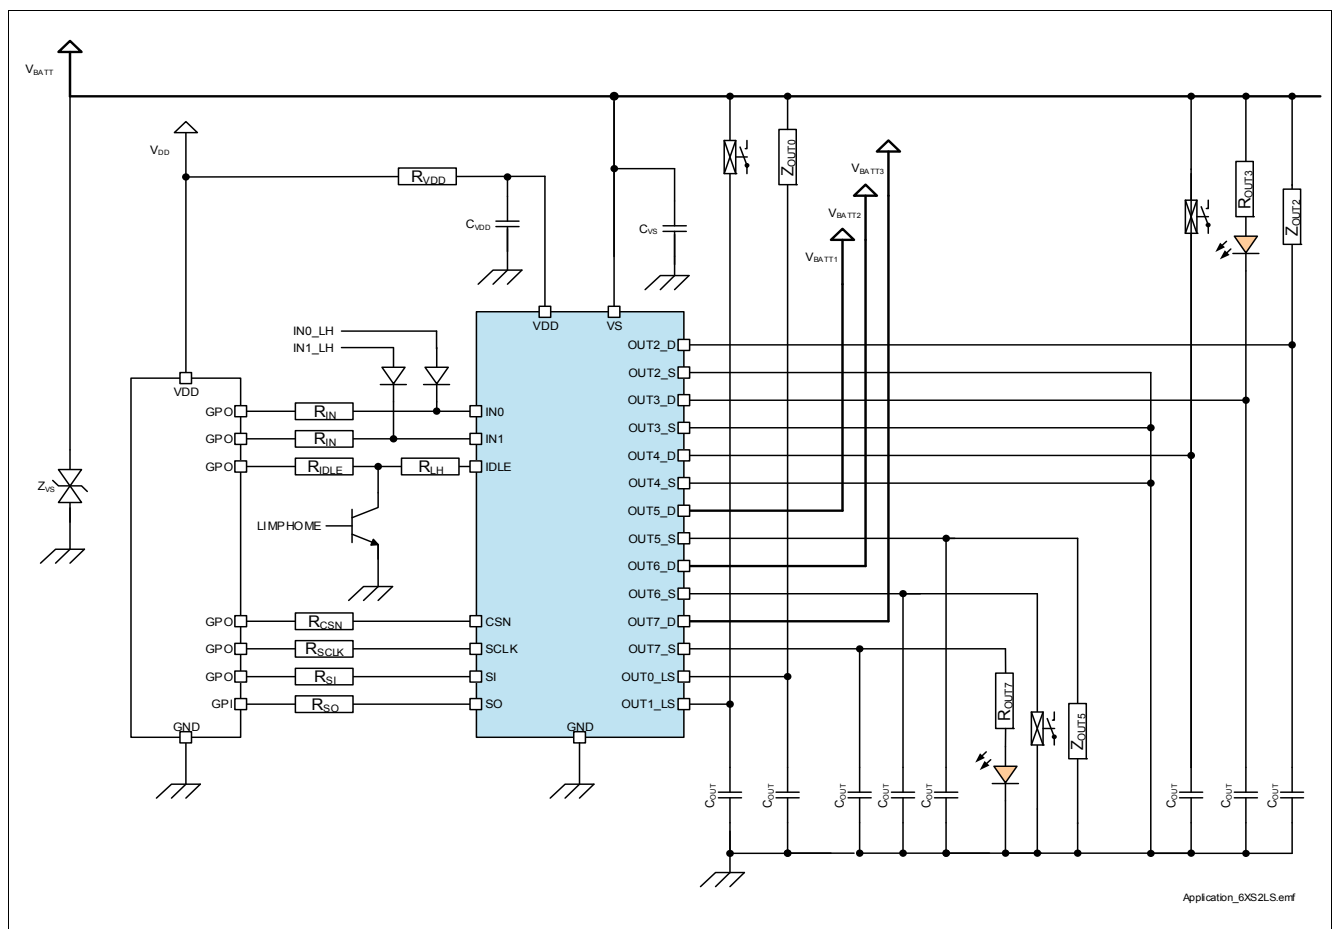 VBATT
VDD
RVDD
CVDD
CVS
ZOUT0
VBATT3
VBATT2
VBATT1
ROUT3
ZOUT2
IN0_LH
IN1_LH
VDD
VS
VDD
OUT2_D
OUT2_S
OUT3_D
OUT3_S
OUT4_D
OUT4_S
OUT5_D
OUT5_S
OUT6_D
OUT6_S
OUT7_D
OUT7_S
OUT0_LS
OUT1_LS
GPO RIN IN0
GPO RIN IN1
GPO RIDLE RLH IDLE
ZVS
LIMPHOME
GPO RCSN CSN
GPO RSCLK SCLK
GPO RSI SI
GPI RSO SO
GND
GND
ROUT7
ZOUT5
COUT COUT COUT COUT COUT COUT COUT COUT
Application_6XS2LS.emf